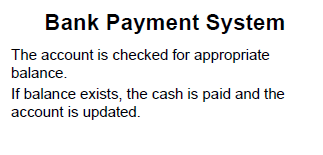 Bank Payment System
The account is checked for appropriate
balance.
If balance exists, the cash is paid and the
account is updated.